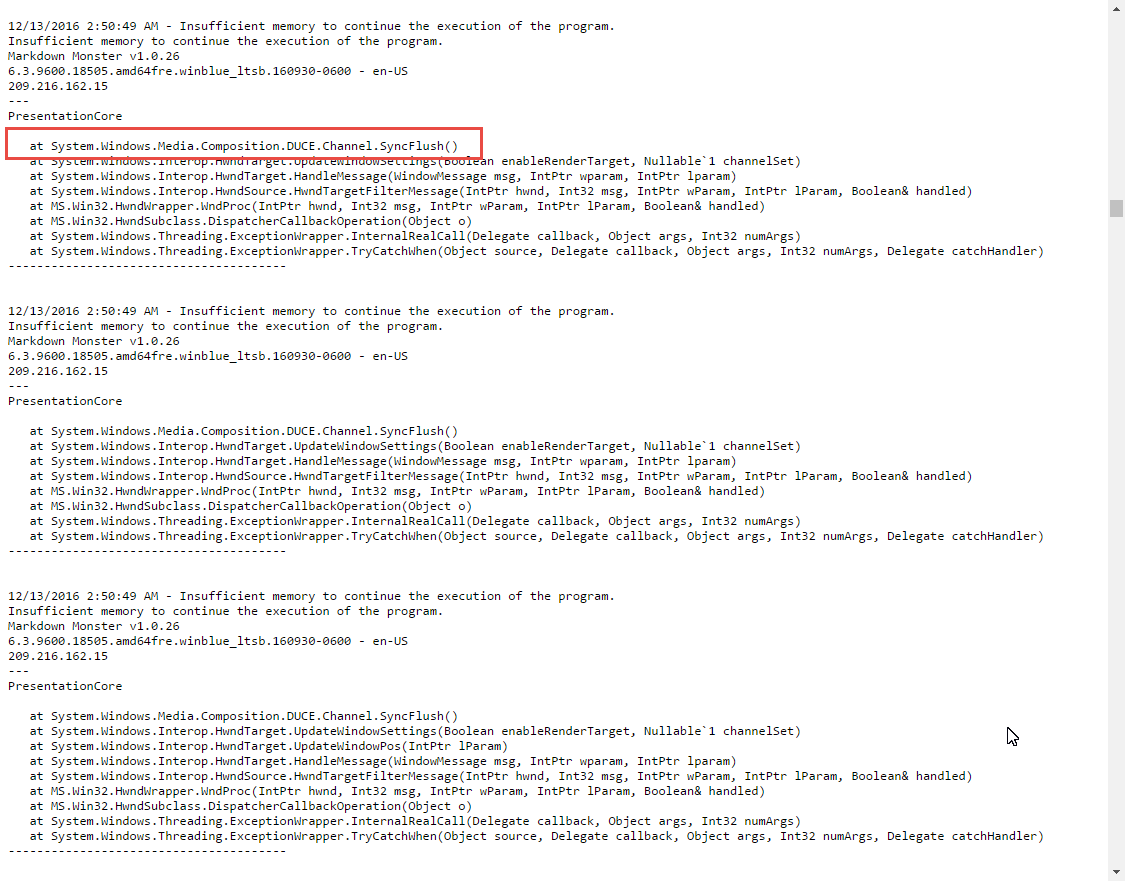 12/13/2016 2:50:49 AM - Insufficient memory to continue the execution of the program.
Insufficient memory to continue the execution of the program.
Markdown Monster v1.0.26
6.3.9600.18505.amd64fre.winblue_ltsb.160930-0600 - en-US
209.216.162.15
---
PresentationCore
   at System.Windows.Media.Composition.DUCE.Channel.SyncFlush()
   at System.Windows.Interop.HwndTarget.UpdateWindowSettings(Boolean enableRenderTarget, Nullable`1 channelSet)
   at System.Windows.Interop.HwndTarget.HandleMessage(WindowMessage msg, IntPtr wparam, IntPtr lparam)
   at System.Windows.Interop.HwndSource.HwndTargetFilterMessage(IntPtr hwnd, Int32 msg, IntPtr wParam, IntPtr lParam, Boolean& handled)
   at MS.Win32.HwndWrapper.WndProc(IntPtr hwnd, Int32 msg, IntPtr wParam, IntPtr lParam, Boolean& handled)
   at MS.Win32.HwndSubclass.DispatcherCallbackOperation(Object o)
   at System.Windows.Threading.ExceptionWrapper.InternalRealCall(Delegate callback, Object args, Int32 numArgs)
   at System.Windows.Threading.ExceptionWrapper.TryCatchWhen(Object source, Delegate callback, Object args, Int32 numArgs, Delegate catchHandler)
---------------------------------------
12/13/2016 2:50:49 AM - Insufficient memory to continue the execution of the program.
Insufficient memory to continue the execution of the program.
Markdown Monster v1.0.26
6.3.9600.18505.amd64fre.winblue_ltsb.160930-0600 - en-US
209.216.162.15
---
PresentationCore
   at System.Windows.Media.Composition.DUCE.Channel.SyncFlush()
   at System.Windows.Interop.HwndTarget.UpdateWindowSettings(Boolean enableRenderTarget, Nullable`1 channelSet)
   at System.Windows.Interop.HwndTarget.HandleMessage(WindowMessage msg, IntPtr wparam, IntPtr lparam)
   at System.Windows.Interop.HwndSource.HwndTargetFilterMessage(IntPtr hwnd, Int32 msg, IntPtr wParam, IntPtr lParam, Boolean& handled)
   at MS.Win32.HwndWrapper.WndProc(IntPtr hwnd, Int32 msg, IntPtr wParam, IntPtr lParam, Boolean& handled)
   at MS.Win32.HwndSubclass.DispatcherCallbackOperation(Object o)
   at System.Windows.Threading.ExceptionWrapper.InternalRealCall(Delegate callback, Object args, Int32 numArgs)
   at System.Windows.Threading.ExceptionWrapper.TryCatchWhen(Object source, Delegate callback, Object args, Int32 numArgs, Delegate catchHandler)
---------------------------------------
12/13/2016 2:50:49 AM - Insufficient memory to continue the execution of the program.
Insufficient memory to continue the execution of the program.
Markdown Monster v1.0.26
6.3.9600.18505.amd64fre.winblue_ltsb.160930-0600 - en-US
209.216.162.15
---
PresentationCore
   at System.Windows.Media.Composition.DUCE.Channel.SyncFlush()
   at System.Windows.Interop.HwndTarget.UpdateWindowSettings(Boolean enableRenderTarget, Nullable`1 channelSet)
   at System.Windows.Interop.HwndTarget.UpdateWindowPos(IntPtr lParam)
   at System.Windows.Interop.HwndTarget.HandleMessage(WindowMessage msg, IntPtr wparam, IntPtr lparam)
   at System.Windows.Interop.HwndSource.HwndTargetFilterMessage(IntPtr hwnd, Int32 msg, IntPtr wParam, IntPtr lParam, Boolean& handled)
   at MS.Win32.HwndWrapper.WndProc(IntPtr hwnd, Int32 msg, IntPtr wParam, IntPtr lParam, Boolean& handled)
   at MS.Win32.HwndSubclass.DispatcherCallbackOperation(Object o)
   at System.Windows.Threading.ExceptionWrapper.InternalRealCall(Delegate callback, Object args, Int32 numArgs)
   at System.Windows.Threading.ExceptionWrapper.TryCatchWhen(Object source, Delegate callback, Object args, Int32 numArgs, Delegate catchHandler)
---------------------------------------